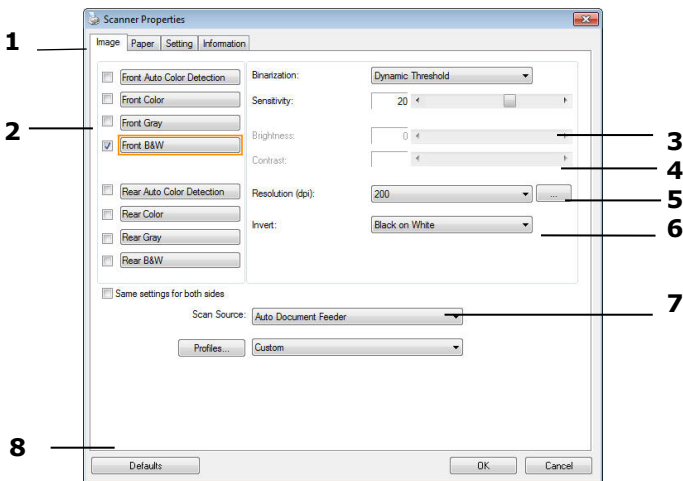 Scanner Properties
1
Image Paper Setting Information
Front Auto Color Detection Binarization: Dynamic Threshold
Front Color Sensitivity: 20
2 Front Gray
Brightness: 0 3
Front B&W
Contrast: 4
Rear Auto Color Detection Resolution (dpi): 200 ... 5
Rear Color
Invert: Black on White 6
Rear Gray
Rear B&W
Same settings for both sides
Scan Source: Auto Document Feeder 7
Profiles... Custom
8
Defaults OK Cancel